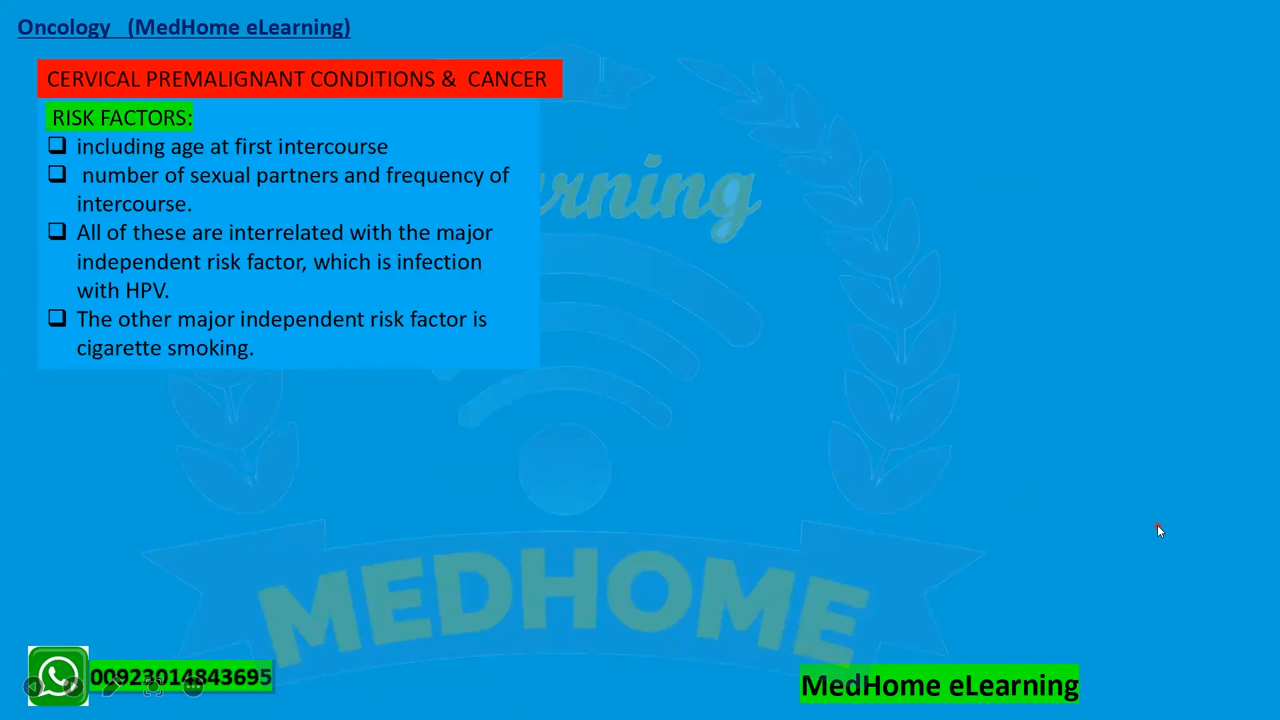 Oncology (MedHome eLearning)
CERVICAL PREMALIGNANT CONDITIONS & CANCER
RISK FACTORS:
including age at first intercourse
number of sexual partners and frequency of
intercourse.
All of these are interrelated with the major
independent risk factor, which is infection
with HPV.
The other major independent risk factor is
cigarette smoking.
rning
MEDHOME
00923014843695
MedHome eLearning